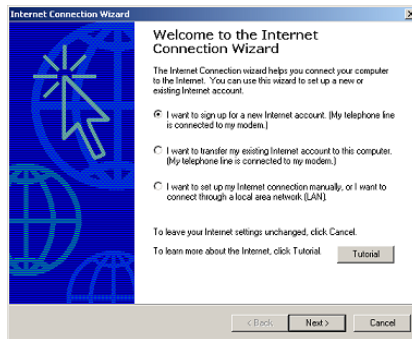 Internet Connection Wizard
Welcome to the Internet
Connection Wizard
The Internet Connection wizard helps you connect your computer
to the Internet. You can use this wizard to set up a new or
existing Internet account.
I want to sign up for a new Internet account. (My telephone line
is connected to my modem.)
I want to transfer my existing Internet account to this computer.
(My telephone line is connected to my modem.)
I want to set up my Internet connection manually, or I want to
connect through a local area network (LAN).
To leave your Internet settings unchanged, click Cancel.
To learn more about the Internet, click Tutorial.
Tutorial
< Back
Next >
Cancel